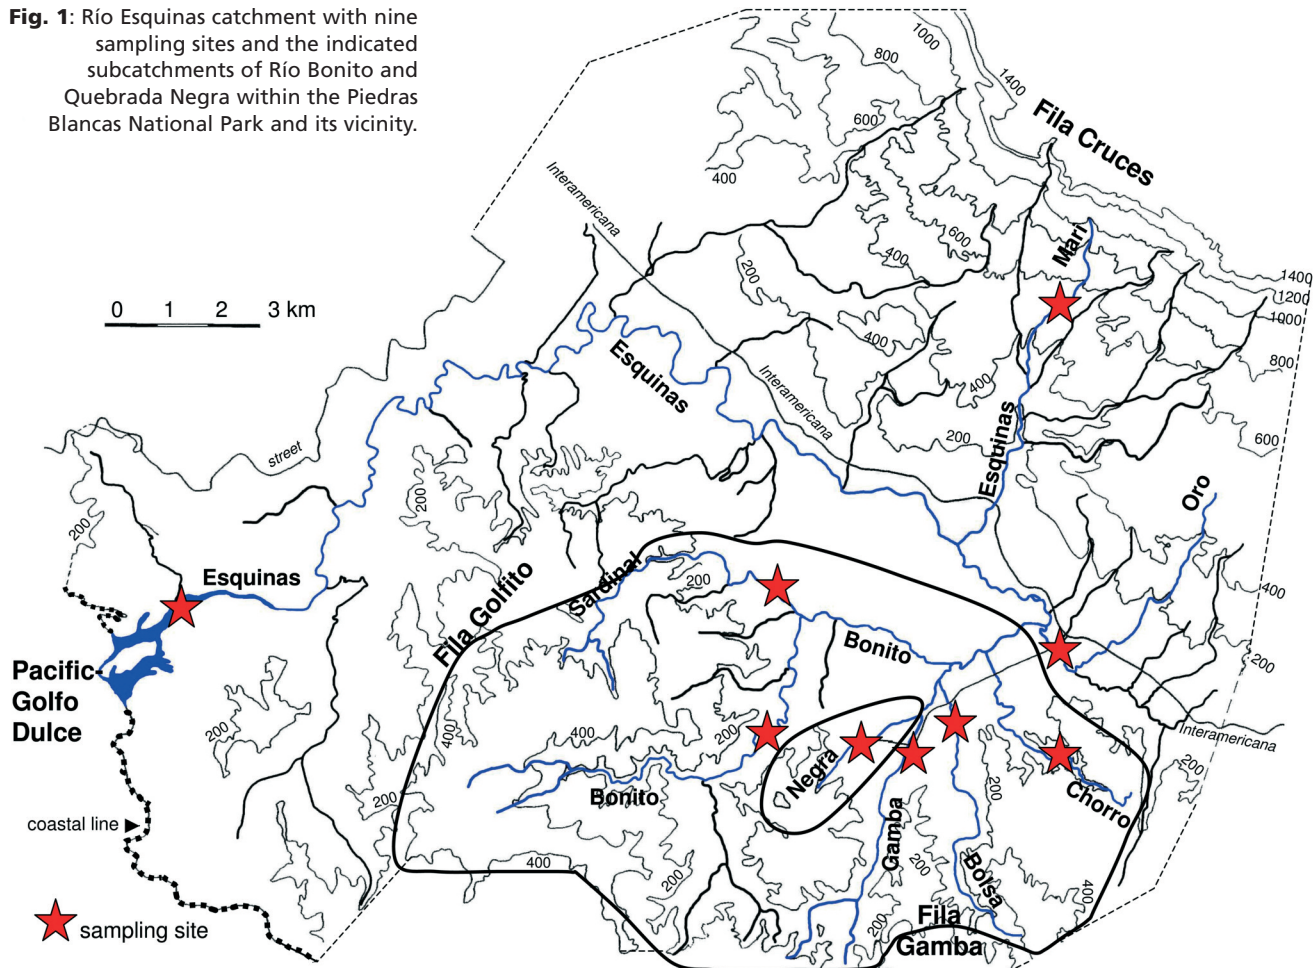 Fig. 1: Río Esquinas catchment with nine
sampling sites and the indicated
subcatchments of Río Bonito and
Quebrada Negra within the Piedras
Blancas National Park and its vicinity.
1000
800
1400
600
Fila Cruces
400
Interamericana
600
Mari
400
200
1400
1200
1000
0 1 2 3 km
400
800
Esquinas
Interamericana
400
Esquinas
200
600
street
200
Oro
200
Esquinas
Fila Golfito
Sardinal
200
400
Bonito
200
Pacific-
Golfo
Dulce
200
400
400
200
Interamericana
200
Negra
Bonito
200
200
Chorro
coastal line
Gamba
400
200
200
Bolsa
400
Fila
Gamba
200
sampling site